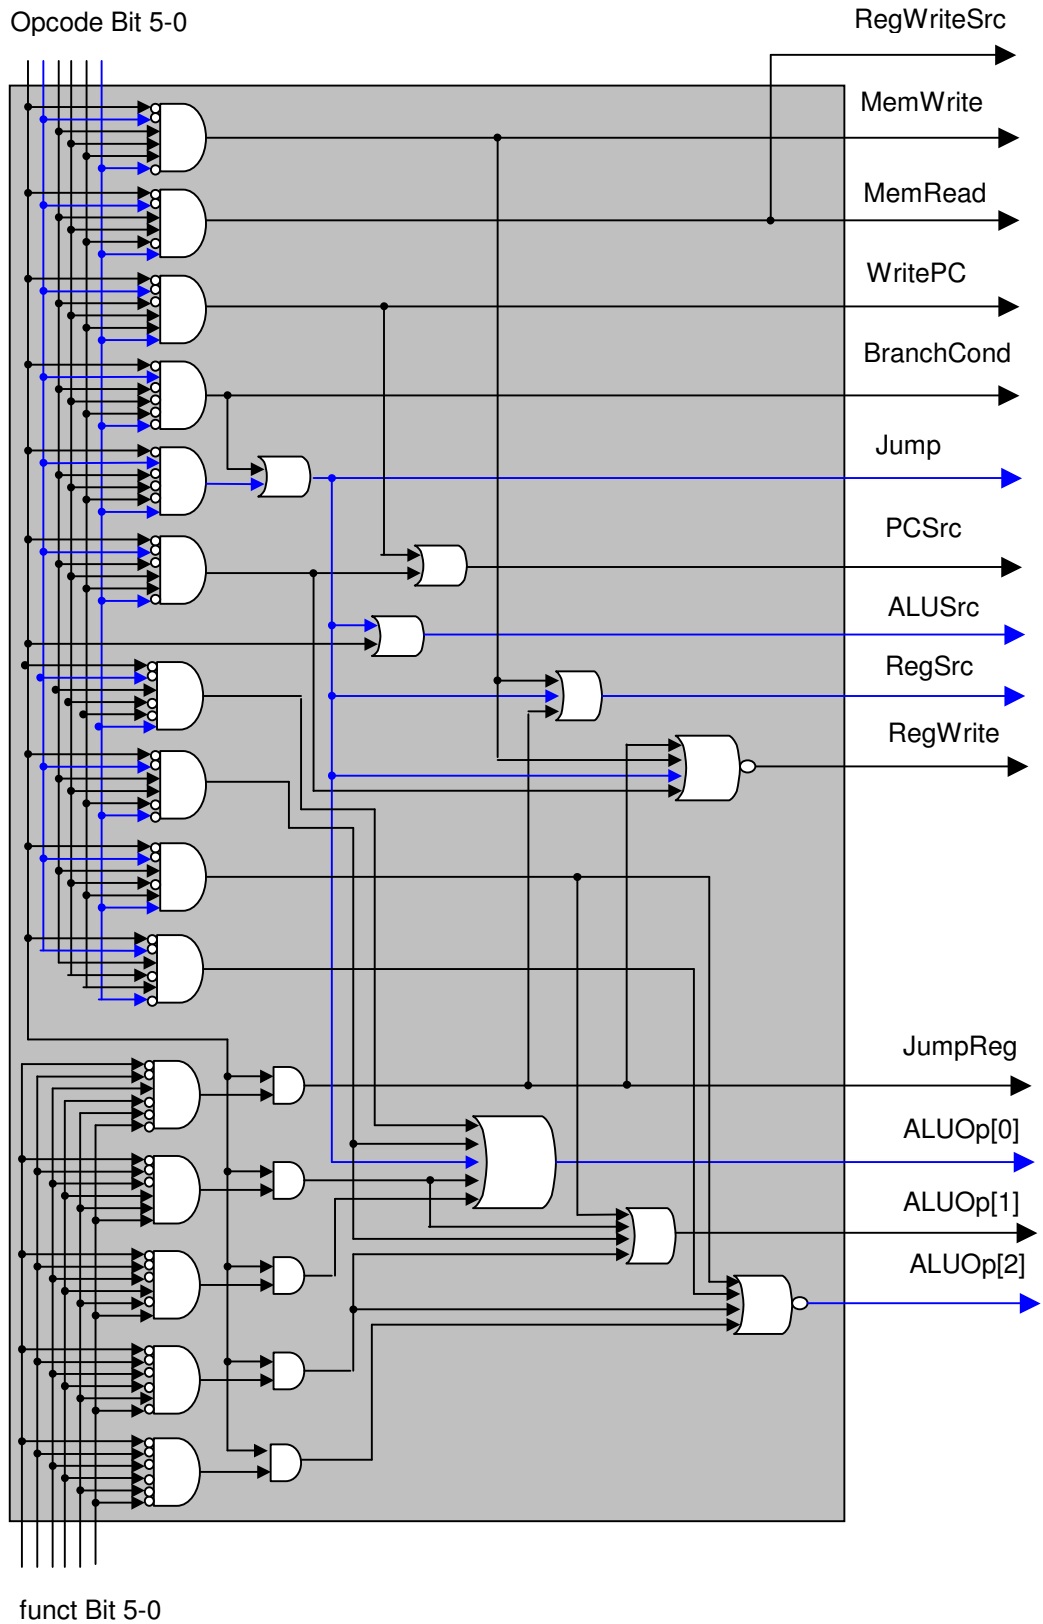 Opcode Bit 5-0
RegWriteSrc
MemWrite
MemRead
WritePC
BranchCond
Jump
PCSrc
ALUSrc
RegSrc
RegWrite
JumpReg
ALUOp[0]
ALUOp[1]
ALUOp[2]
funct Bit 5-0